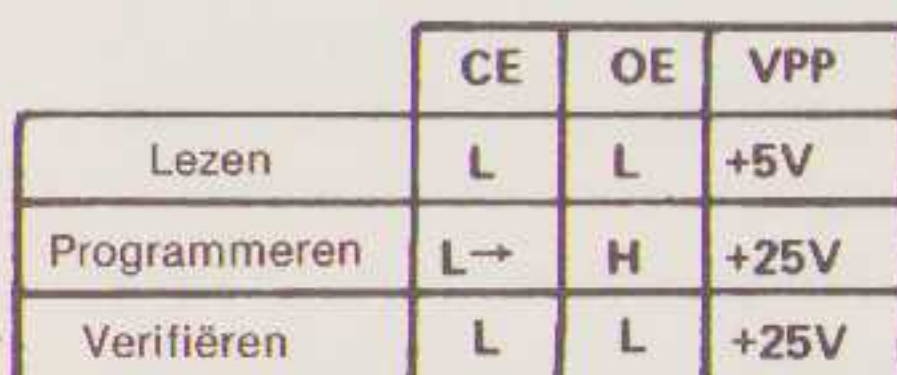 CE OE VPP
Lezen L L +5V
Programmeren L→ H +25V
Verifiëren L L +25V